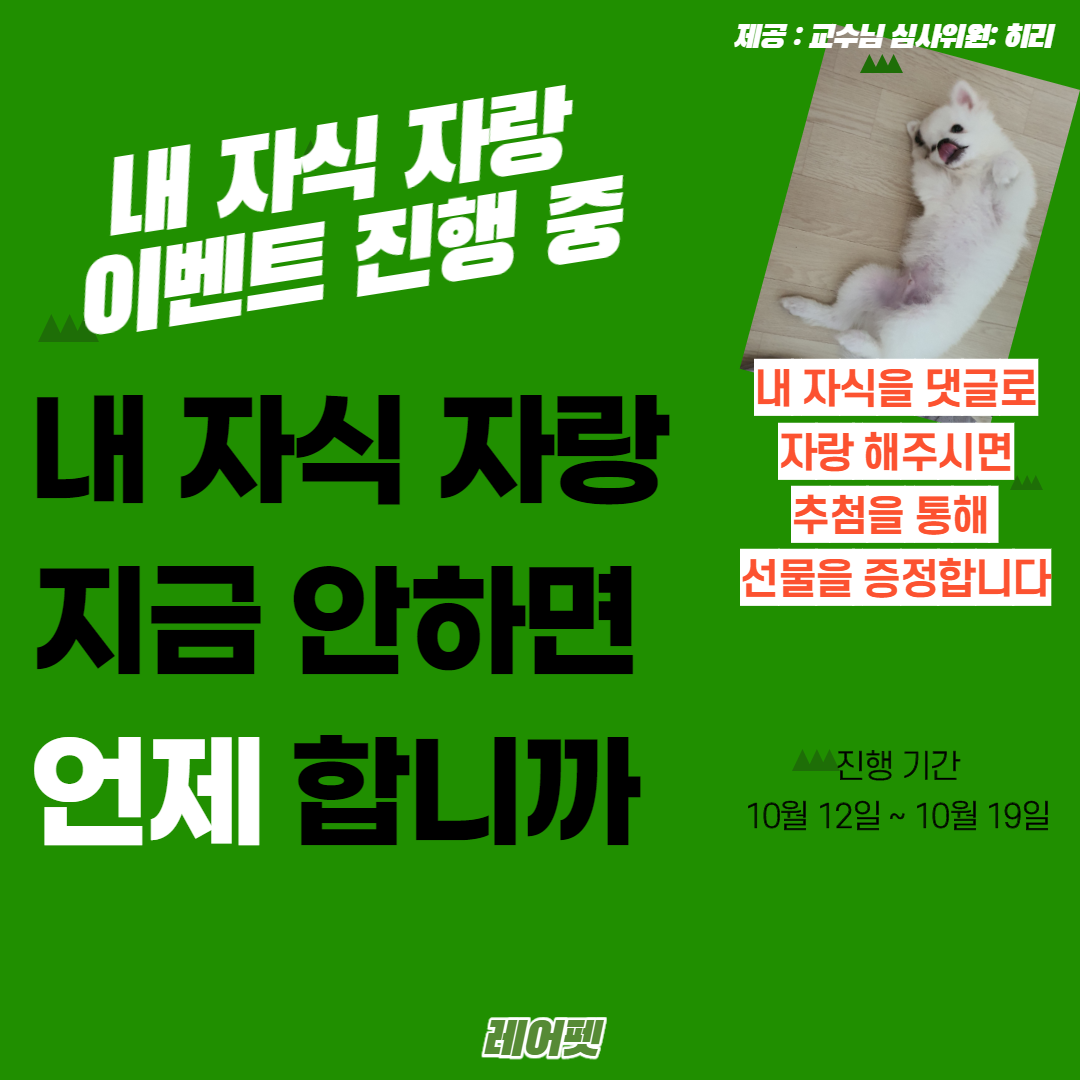 제공 : 교수님 심사위원: 히리
내 자식 자랑
이벤트 진행 중
내 자식 자랑
지금 안하면
언제 합니까
내 자식을 댓글로
자랑 해주시면
추첨을 통해
선물을 증정합니다
진행 기간
10월 12일 ~ 10월 19일
레어펫